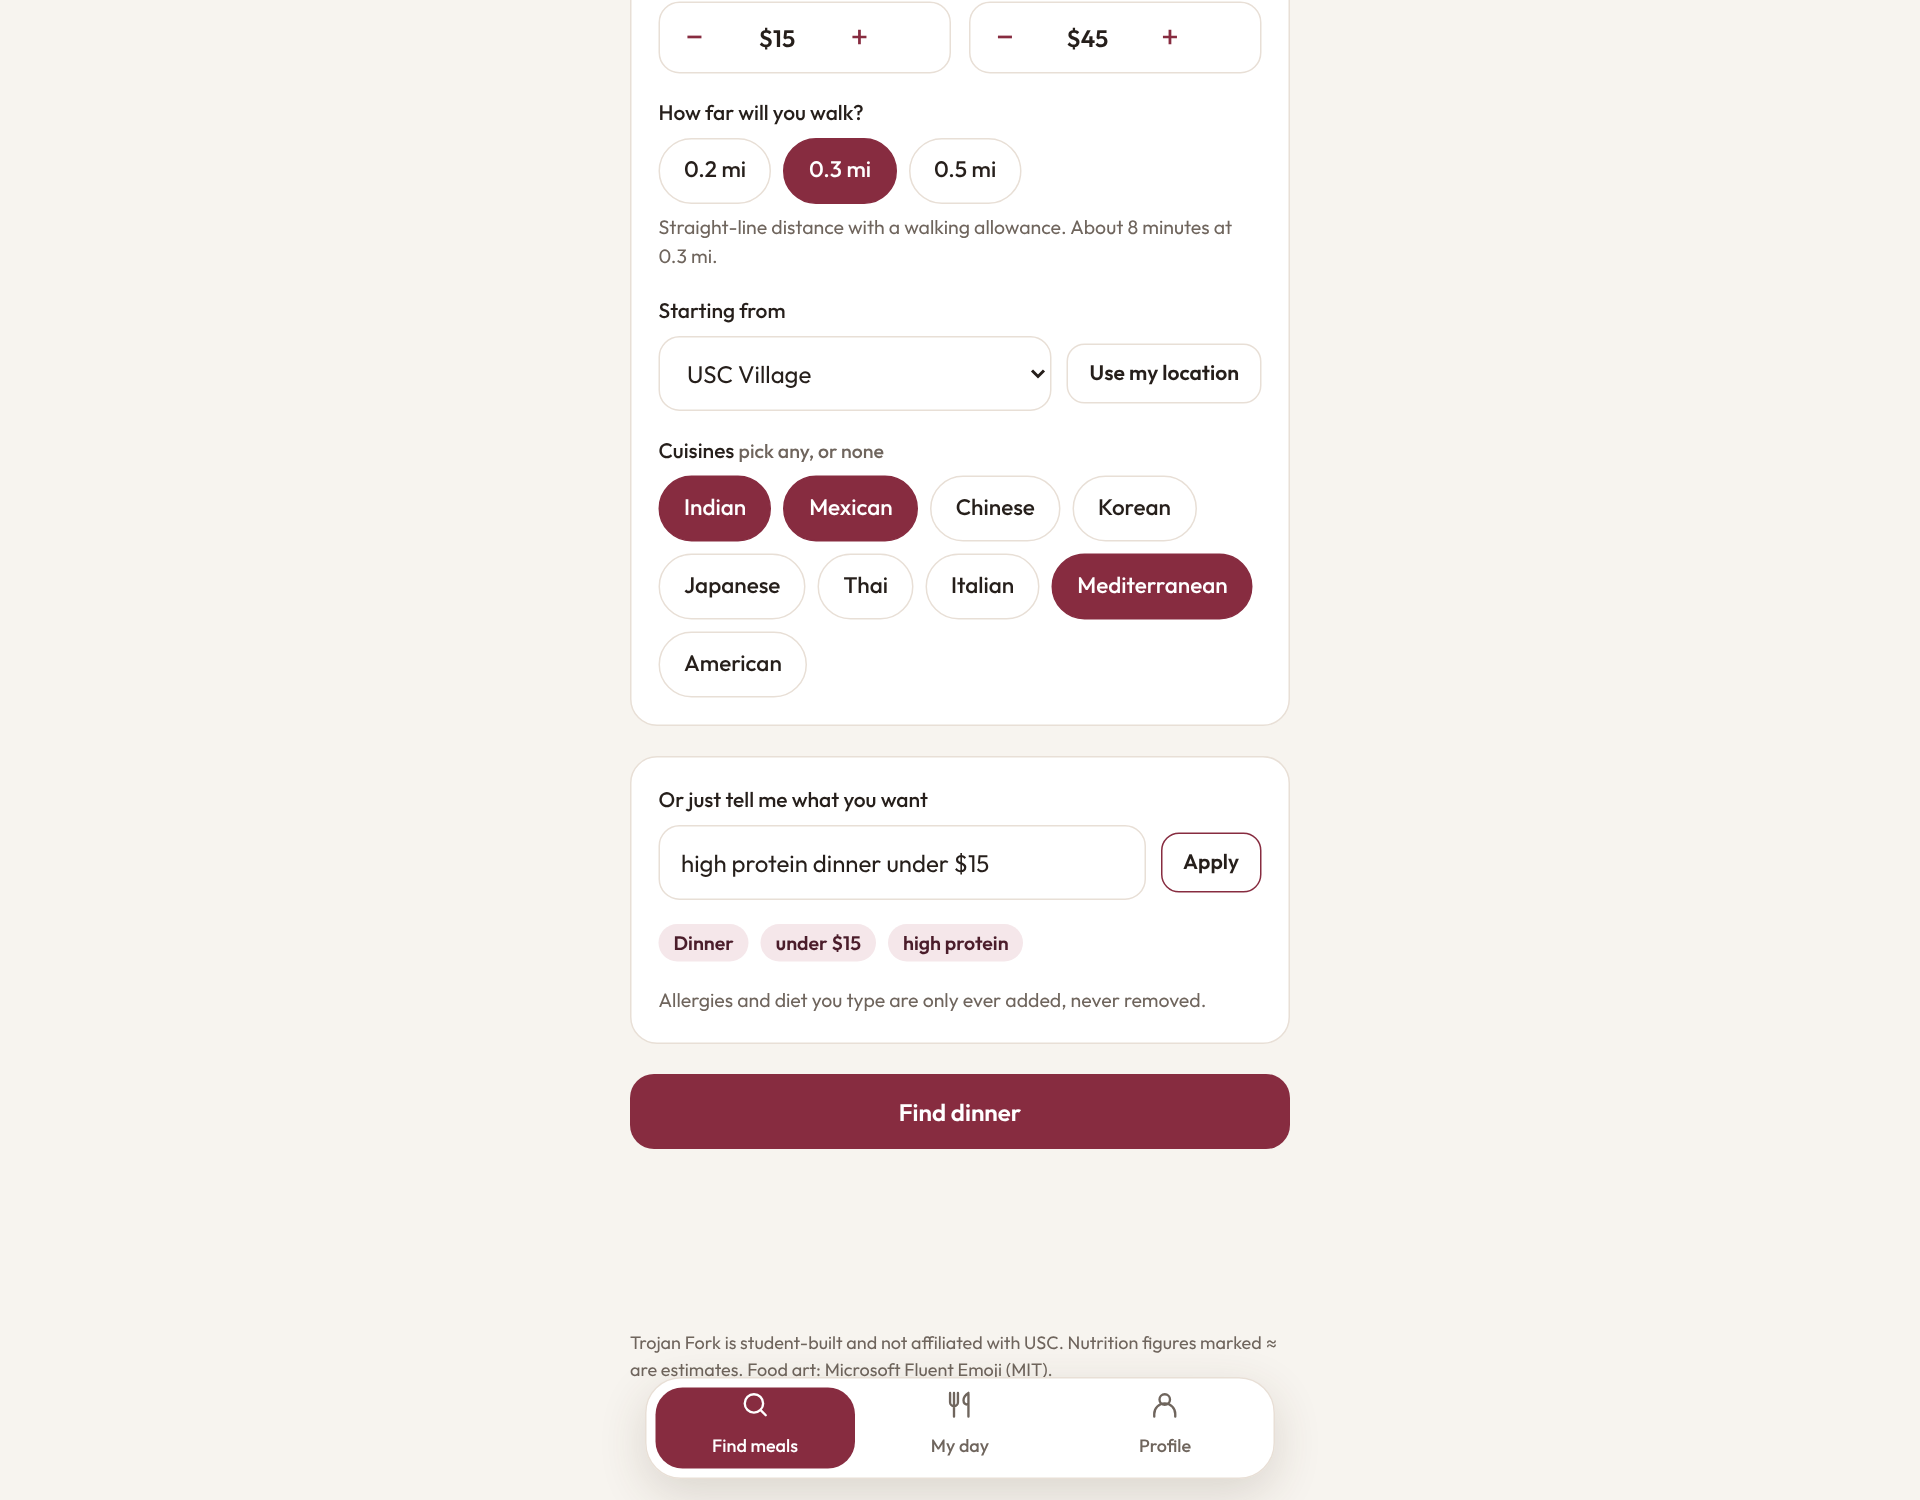 − $15 +
− $45 +
How far will you walk?
0.2 mi
0.3 mi
0.5 mi
Straight-line distance with a walking allowance. About 8 minutes at
0.3 mi.
Starting from
USC Village
Use my location
Cuisines pick any, or none
Indian
Mexican
Chinese
Korean
Japanese
Thai
Italian
Mediterranean
American
Or just tell me what you want
high protein dinner under $15
Apply
Dinner
under $15
high protein
Allergies and diet you type are only ever added, never removed.
Find dinner
Trojan Fork is student-built and not affiliated with USC. Nutrition figures marked ≈
are estimates. Food art: Microsoft Fluent Emoji (MIT).
Find meals
My day
Profile